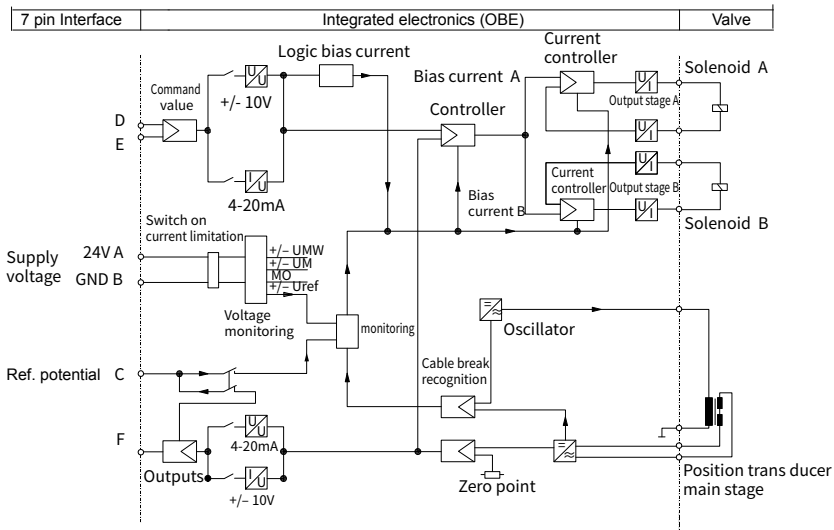 7 pin Interface
Integrated electronics (OBE)
Valve
Logic bias current
Current
controller
Solenoid A
Command
value
U
U
+/- 10V
Bias current A
U
I
Output stage A
D
E
Controller
U
I
U
I
I
U
4-20mA
Current
controller
Output stage B
Bias
current B
U
I
Solenoid B
Switch on
current limitation
Supply
voltage
24V A
GND B
+/– UMW
+/– UM
MO
+/– Uref
Voltage
monitoring
monitoring
Oscillator
Cable break
recognition
Ref. potential C
F
U
U
4-20mA
Outputs
I
U
+/– 10V
Zero point
Position trans ducer
main stage